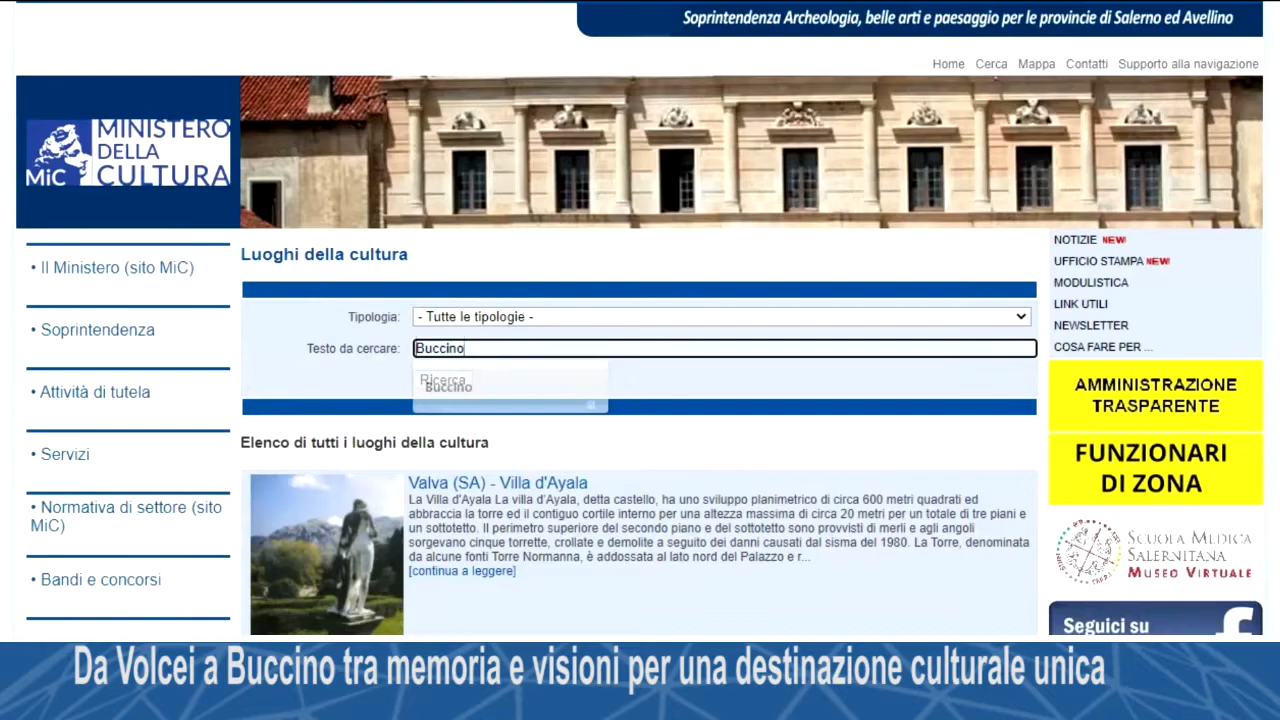 Soprintendenza Archeologia, belle arti e paesaggio per le provincie di Salerno ed Avellino
Home Cerca Mappa Contatti Supporto alla navigazione
MiC MINISTERO
DELLA
CULTURA
• Il Ministero (sito MiC)
• Soprintendenza
• Attività di tutela
• Servizi
• Normativa di settore (sito
MiC)
• Bandi e concorsi
Luoghi della cultura
Tipologia: - Tutte le tipologie -
Testo da cercare: Buccino
Ricerca
Buccino
Elenco di tutti i luoghi della cultura
Valva (SA) - Villa d'Ayala
La Villa d'Ayala La villa d'Ayala, detta castello, ha uno sviluppo planimetrico di circa 600 metri quadrati ed
abbraccia la torre ed il contiguo cortile interno per una altezza massima di circa 20 metri per un totale di tre piani e
un sottotetto. Il perimetro superiore del secondo piano e del sottotetto sono provvisti di merli e agli angoli
sorgevano cinque torrette, crollate e demolite a seguito dei danni causati dal sisma del 1980. La Torre, denominata
da alcune fonti Torre Normanna, è addossata al lato nord del Palazzo e r...
[continua a leggere]
NOTIZIE NEW!
UFFICIO STAMPA NEW!
MODULISTICA
LINK UTILI
NEWSLETTER
COSA FARE PER ...
AMMINISTRAZIONE
TRASPARENTE
FUNZIONARI
DI ZONA
SCUOLA MEDICA
SALERNITANA
MUSEO VIRTUALE
Seguici su
Da Volcei a Buccino tra memoria e visioni per una destinazione culturale unica